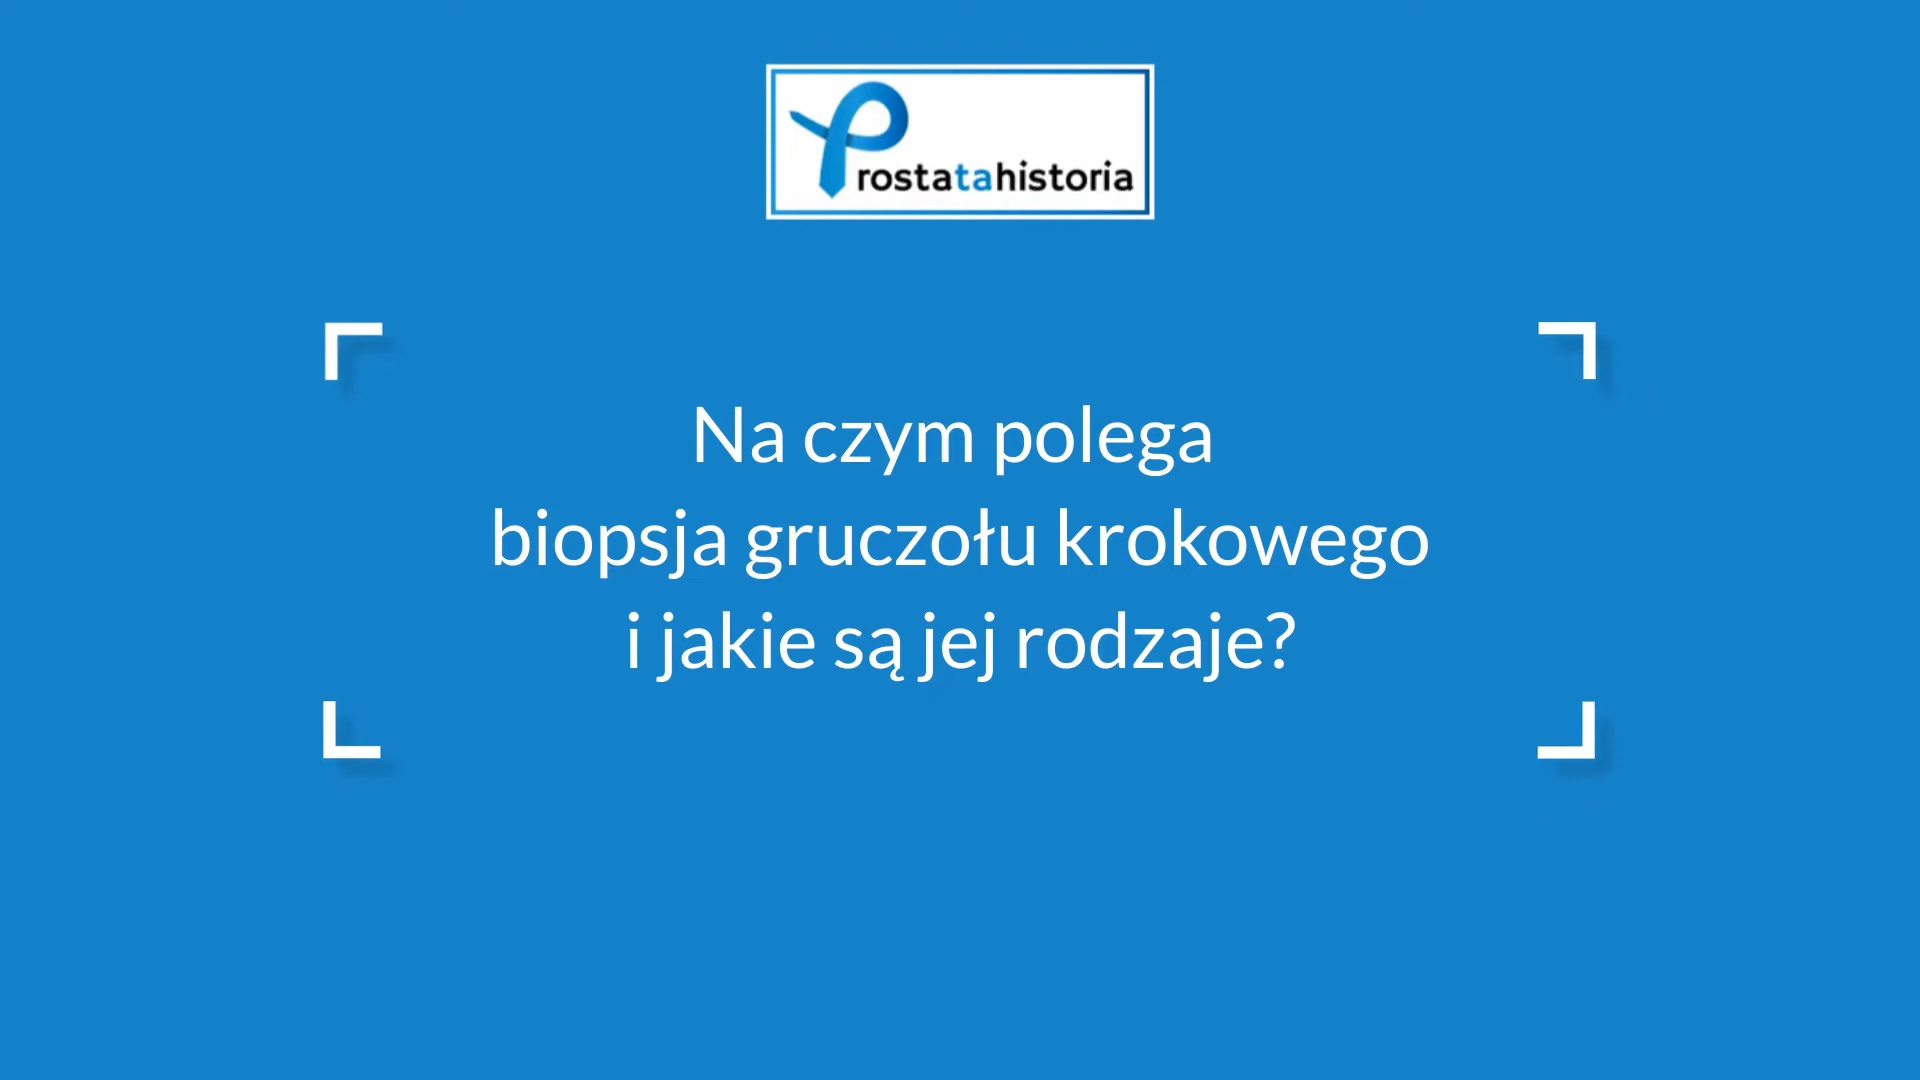 Prostatahistoria
Na czym polega
biopsja gruczołu krokowego
i jakie są jej rodzaje?